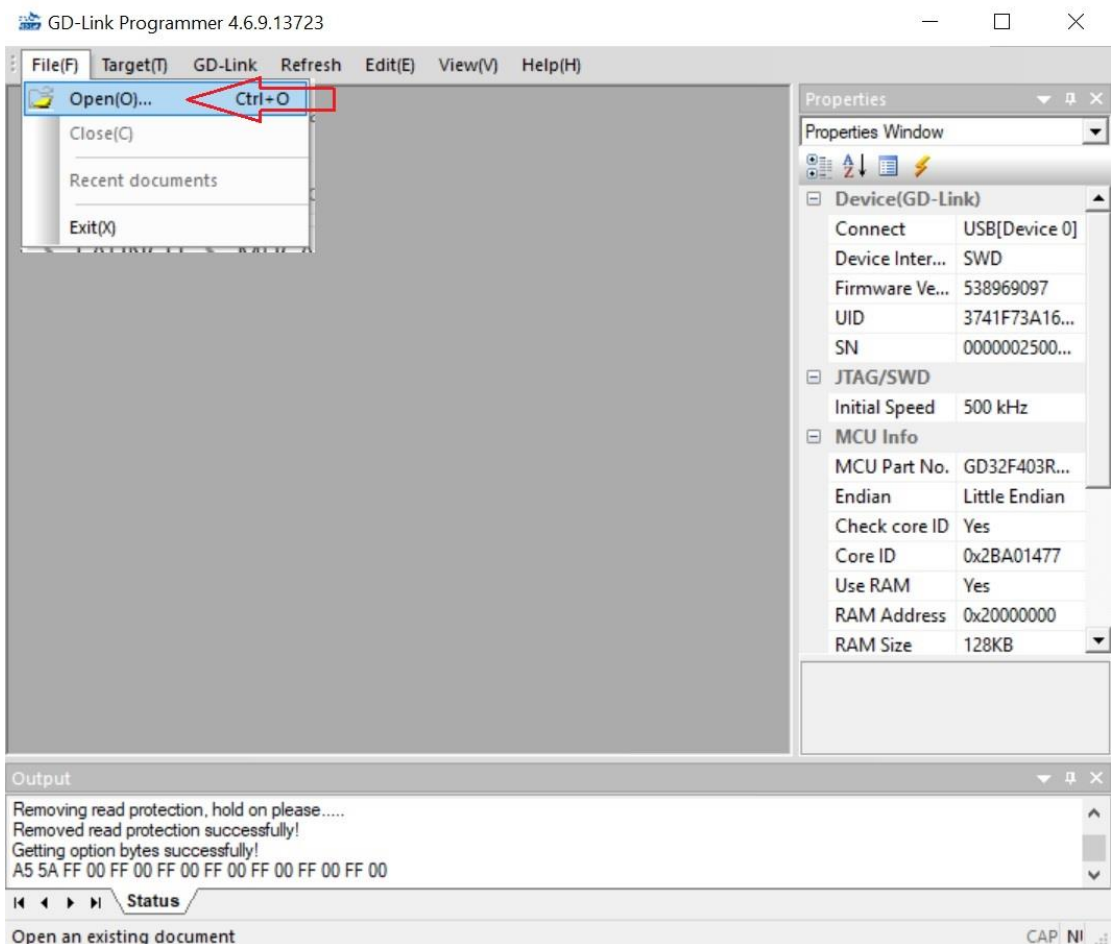 GD-Link Programmer 4.6.9.13723
File(F) Target(T) GD-Link Refresh Edit(E) View(V) Help(H)
Open(O)... Ctrl+O
Close(C)
Recent documents
Exit(X)
Properties
Properties Window
Device(GD-Link)
Connect USB[Device 0]
Device Inter... SWD
Firmware Ve... 538969097
UID 3741F73A16...
SN 0000002500...
JTAG/SWD
Initial Speed 500 kHz
MCU Info
MCU Part No. GD32F403R...
Endian Little Endian
Check core ID Yes
Core ID 0x2BA01477
Use RAM Yes
RAM Address 0x20000000
RAM Size 128KB
Output
Removing read protection, hold on please.....
Removed read protection successfully!
Getting option bytes successfully!
A5 5A FF 00 FF 00 FF 00 FF 00 FF 00 FF 00 FF 00
Status
Open an existing document CAP